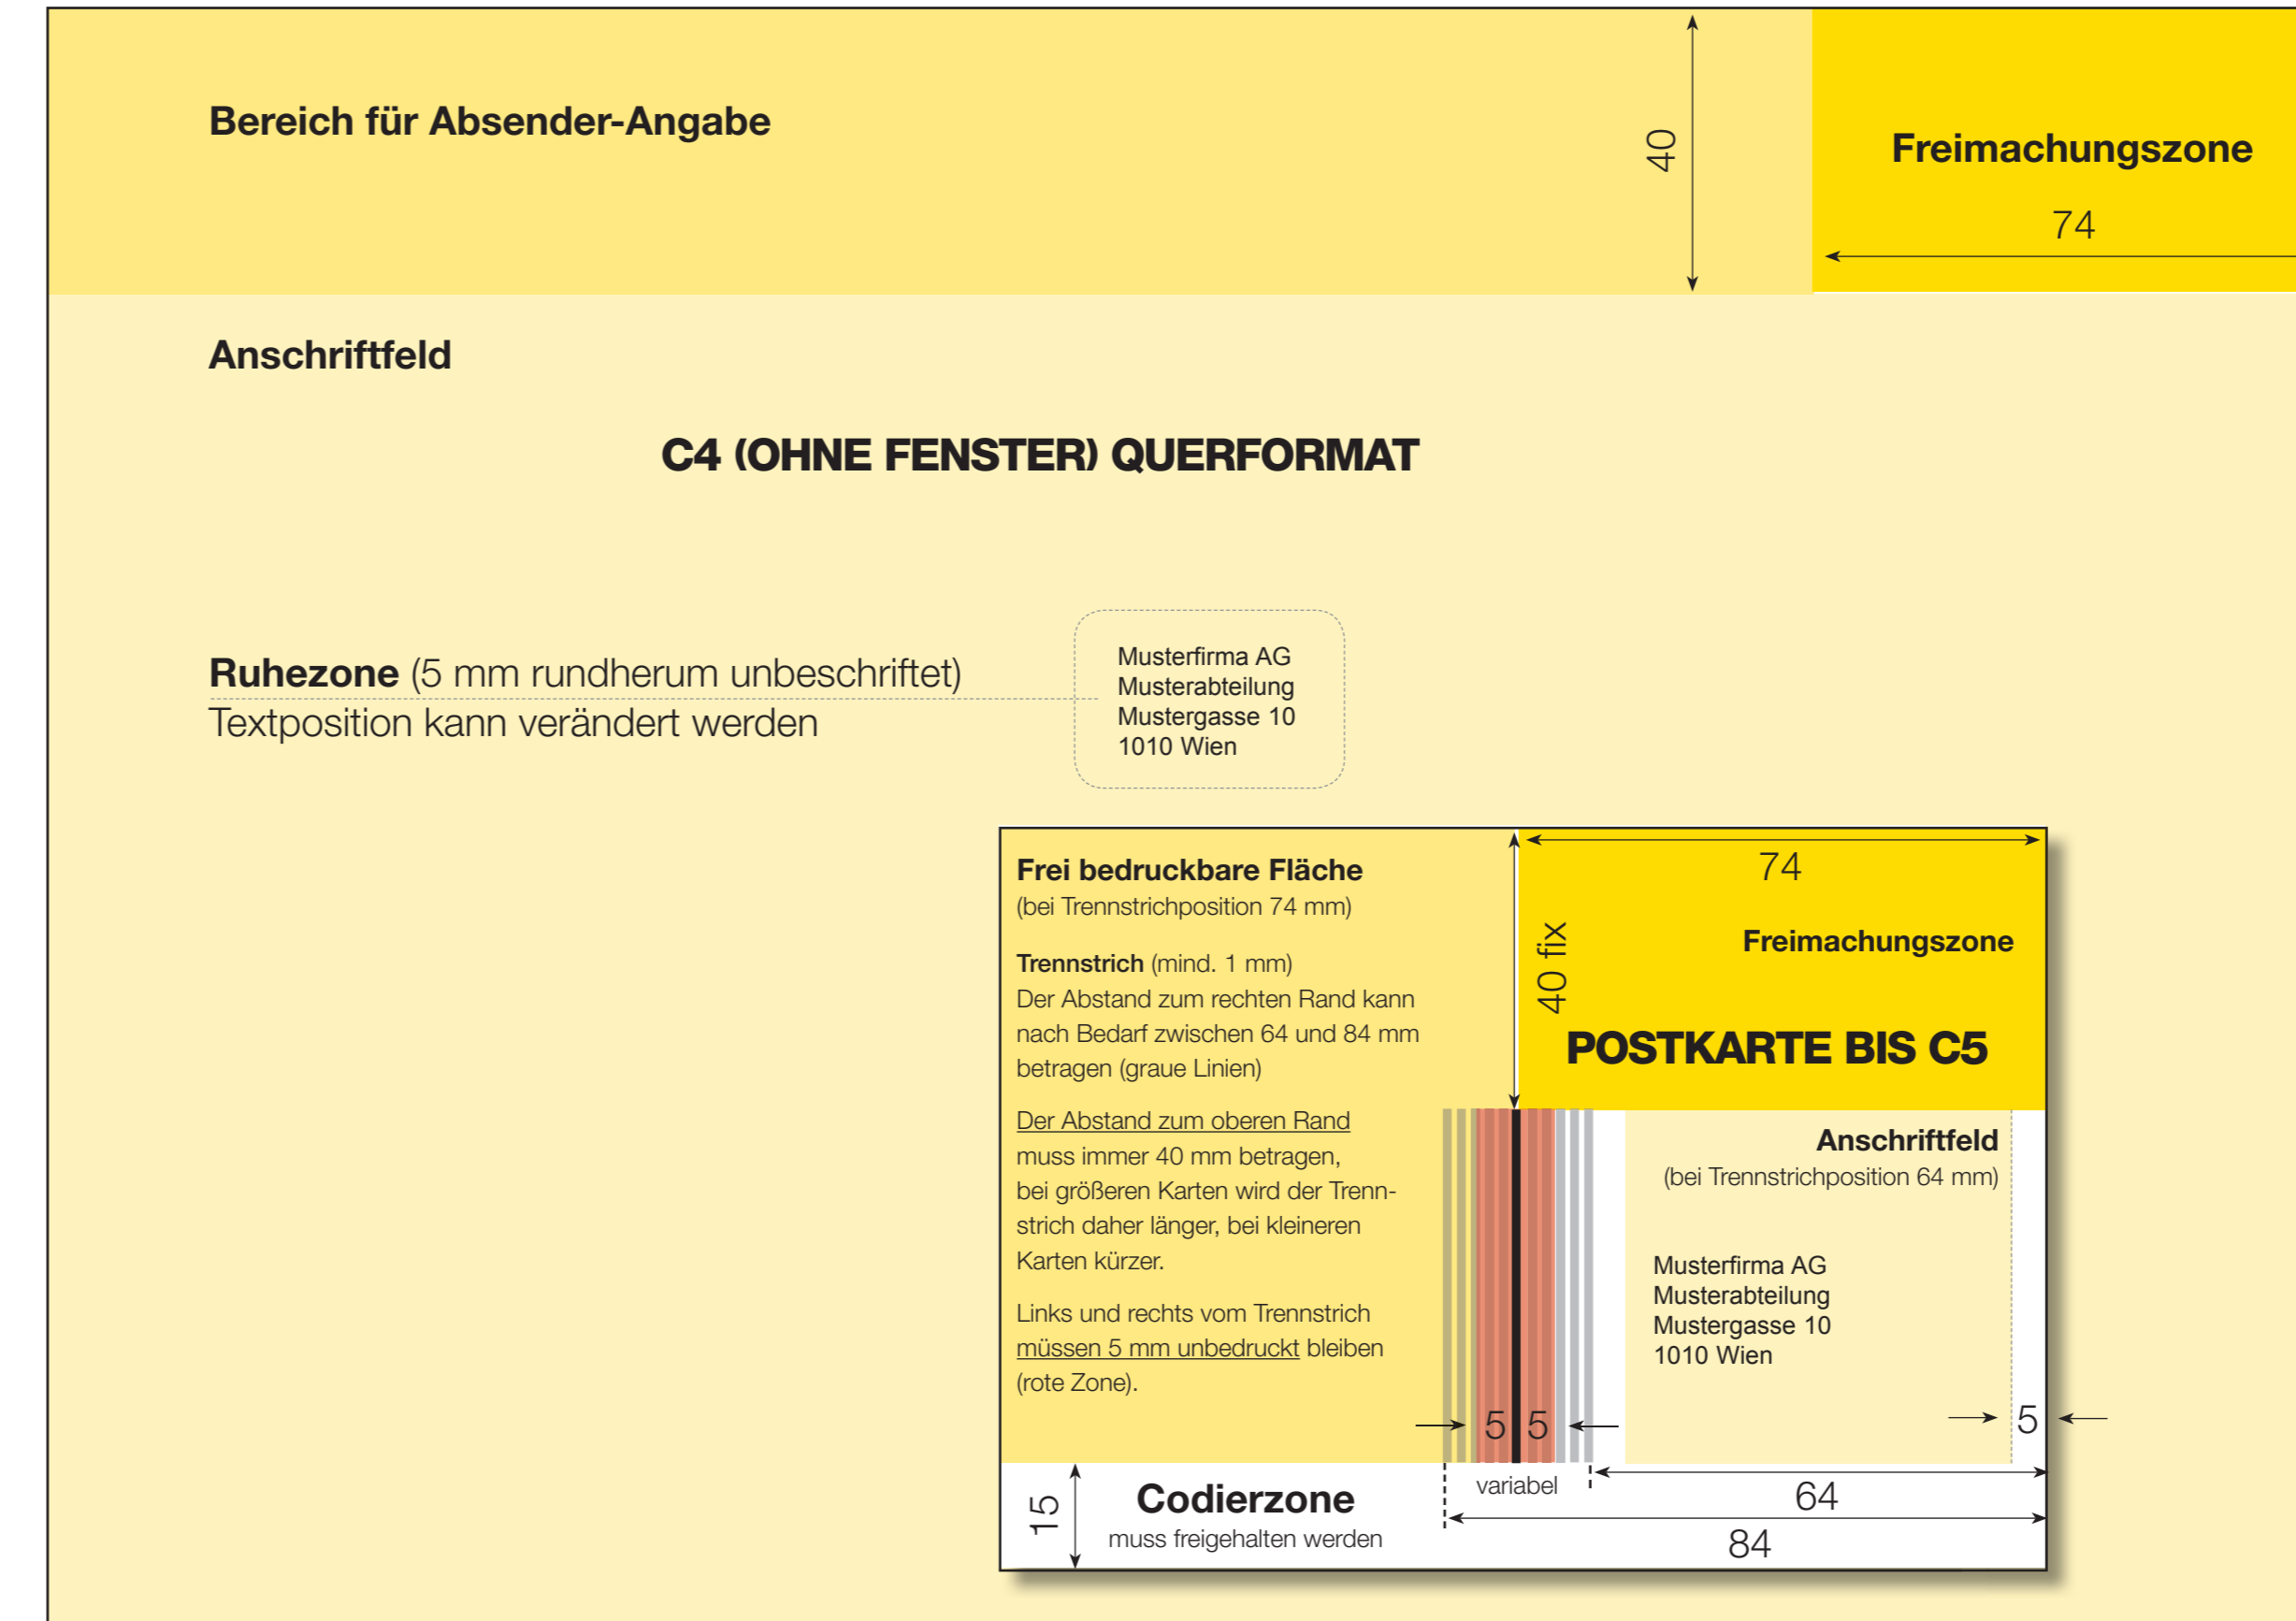 Bereich für Absender-Angabe
40
Freimachungszone
74
Anschriftfeld
C4 (OHNE FENSTER) QUERFORMAT
Ruhezone (5 mm rundherum unbeschriftet)
Textposition kann verändert werden
Musterfirma AG
Musterabteilung
Mustergasse 10
1010 Wien
Frei bedruckbare Fläche
(bei Trennstrichposition 74 mm)
Trennstrich (mind. 1 mm)
Der Abstand zum rechten Rand kann
nach Bedarf zwischen 64 und 84 mm
betragen (graue Linien)
Der Abstand zum oberen Rand
muss immer 40 mm betragen,
bei größeren Karten wird der Trenn-
strich daher länger, bei kleineren
Karten kürzer.
Links und rechts vom Trennstrich
müssen 5 mm unbedruckt bleiben
(rote Zone).
74
40 fix
Freimachungszone
POSTKARTE BIS C5
Anschriftfeld
(bei Trennstrichposition 64 mm)
Musterfirma AG
Musterabteilung
Mustergasse 10
1010 Wien
5 5
5
15
Codierzone
muss freigehalten werden
variabel
64
84